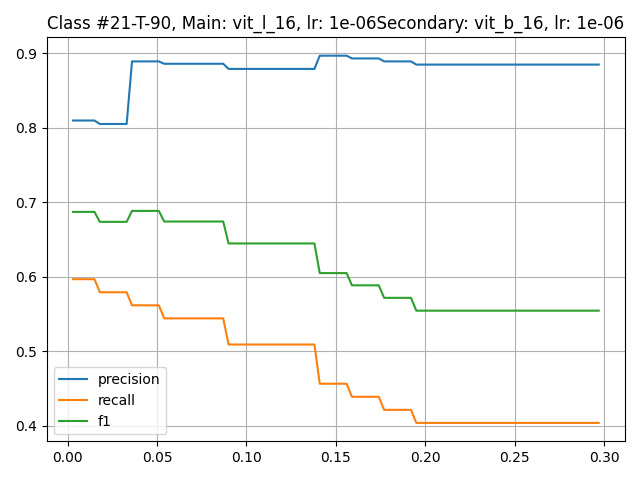 Class #21-T-90, Main: vit_l_16, lr: 1e-06Secondary: vit_b_16, lr: 1e-06
0.9
0.8
0.7
0.6
0.5
0.4
precision
recall
f1
0.00 0.05 0.10 0.15 0.20 0.25 0.30